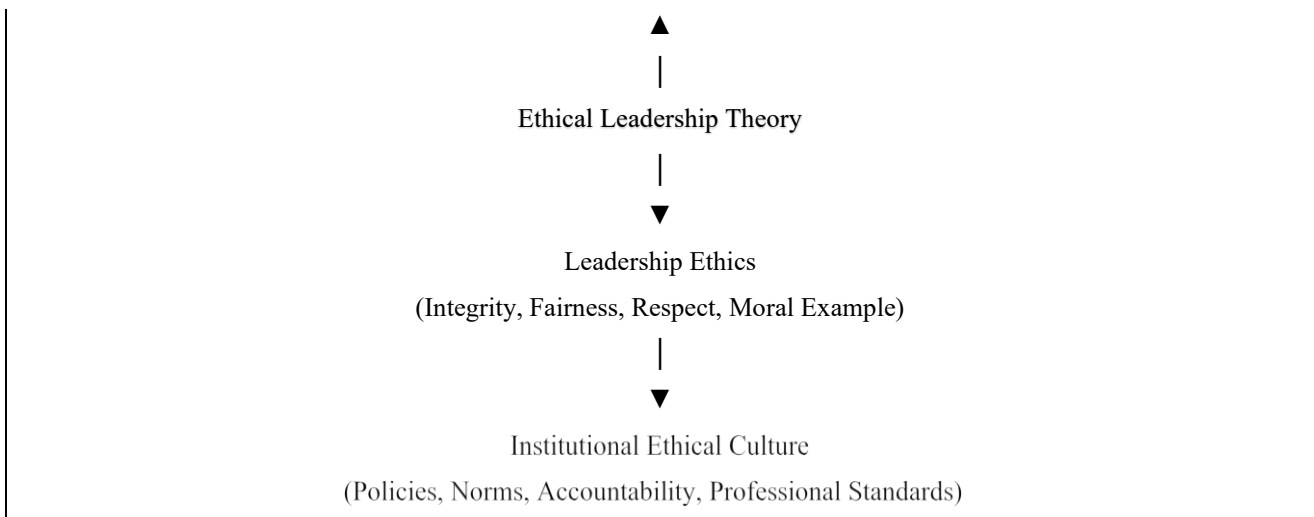 Ethical Leadership Theory
Leadership Ethics
(Integrity, Fairness, Respect, Moral Example)
Institutional Ethical Culture
(Policies, Norms, Accountability, Professional Standards)